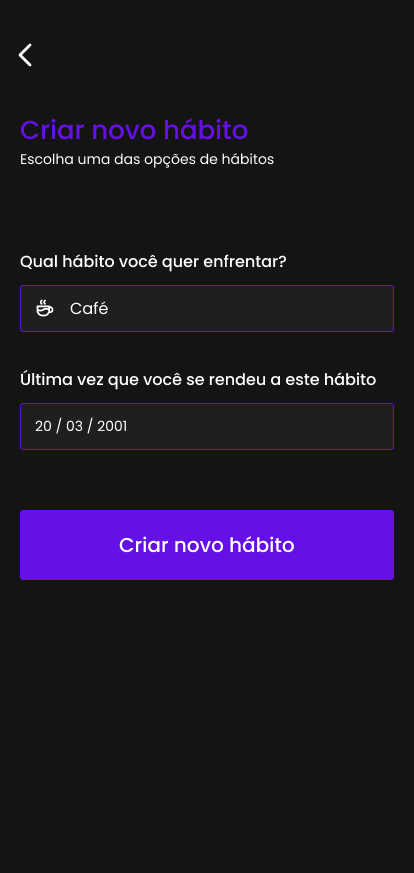 Criar novo hábito
Escolha uma das opções de hábitos
Qual hábito você quer enfrentar?
Café
Última vez que você se rendeu a este hábito
20 / 03 / 2001
Criar novo hábito